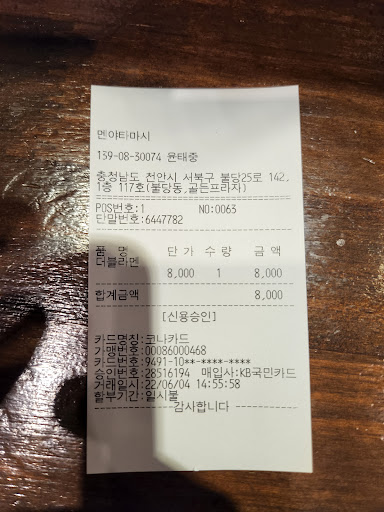 멘야타마시
139-08-30074 윤태중
충청남도 천안시 서북구 불당25로 142,
1층 117호(불당동,골든프라자)
POS번호:1 NO:0063
단말번호:6447782
품 명 단 가 수 량 금 액
더블라멘
8,000 1 8,000
합계금액 8,000
[신용승인]
카드명칭:코나카드
가맹번호:00086000468
카드번호:9491-10**-****-****
승인번호:28516194 매입사:KB국민카드
거래일시:22/06/04 14:55:58
할부기간:일시불
감사합니다